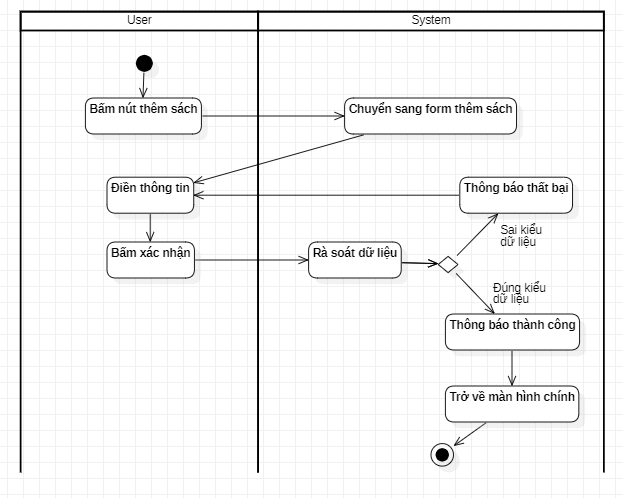 User
System
Bấm nút thêm sách
Chuyển sang form thêm sách
Điền thông tin
Thông báo thất bại
Sai kiểu
dữ liệu
Bấm xác nhận
Rà soát dữ liệu
Đúng kiểu
dữ liệu
Thông báo thành công
Trở về màn hình chính